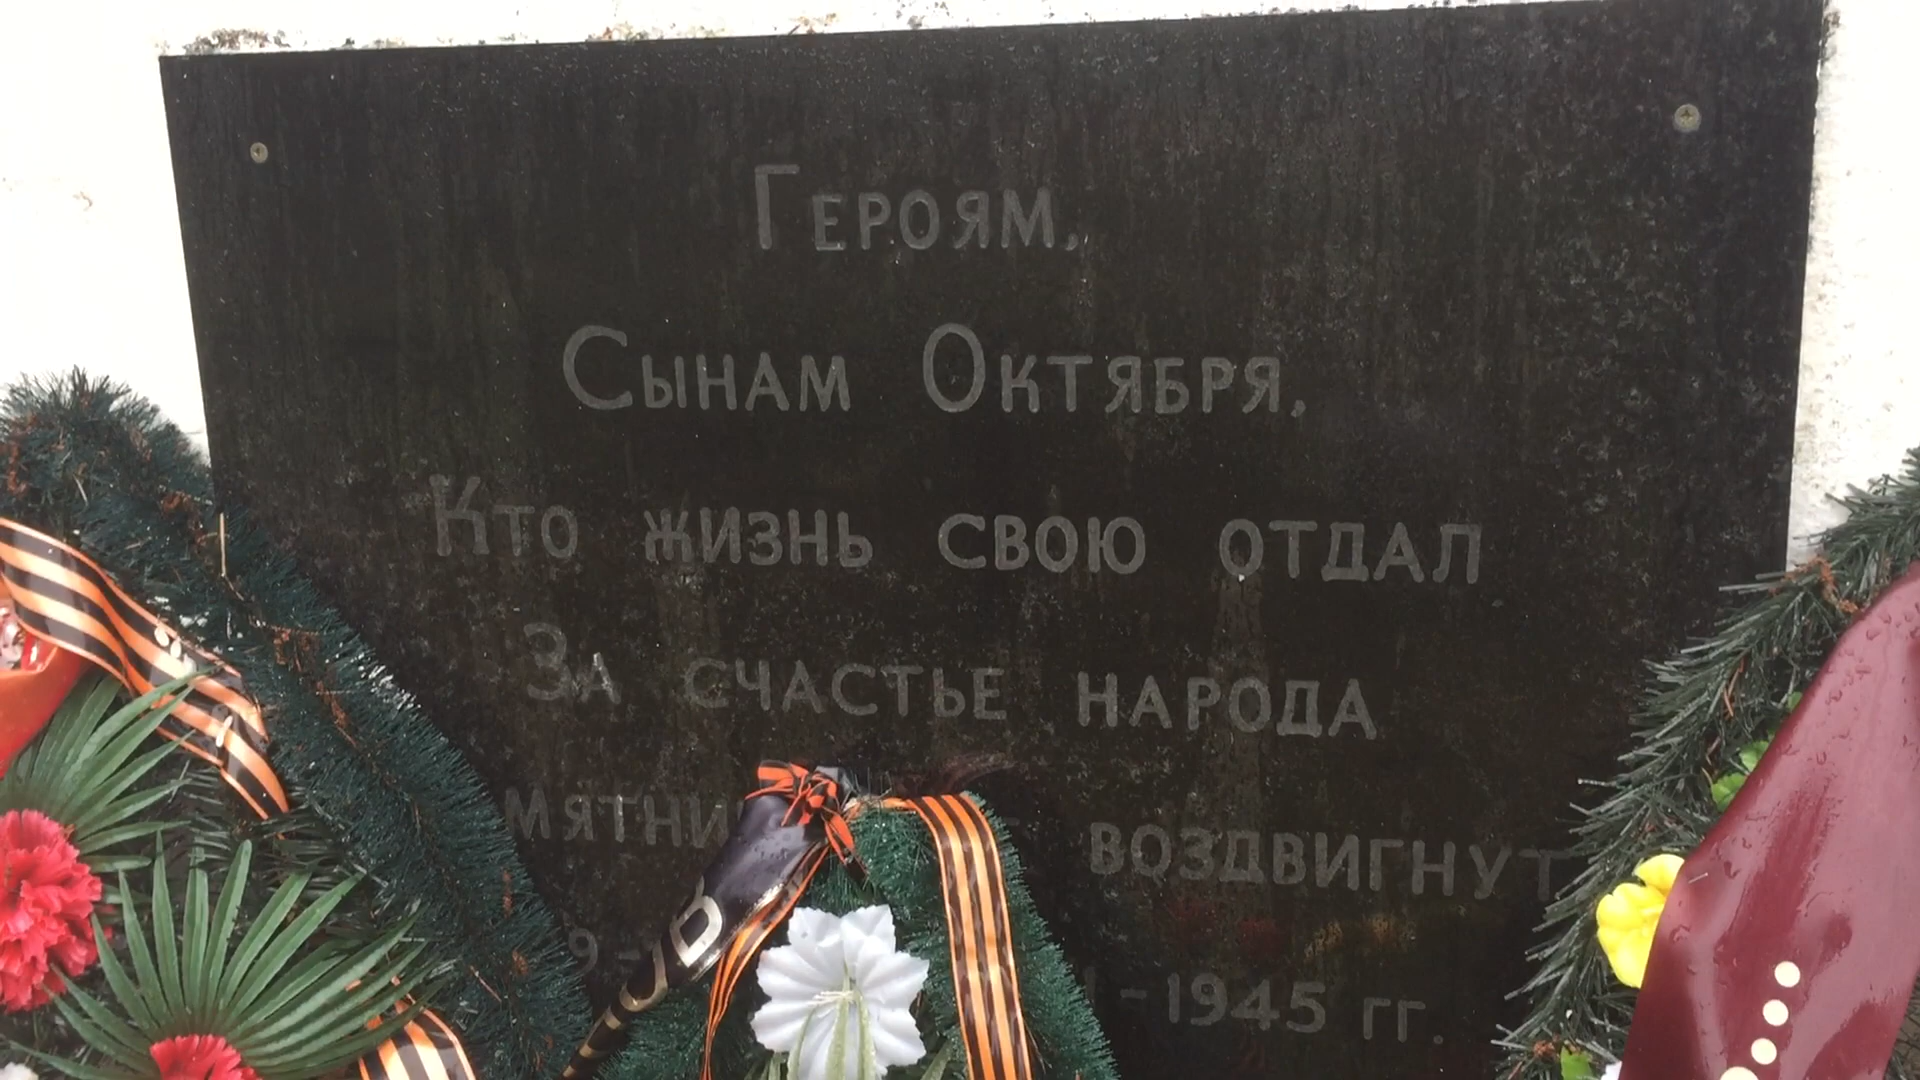 Героям,
Сынам Октября,
Кто жизнь свою отдал
За счастье народа
воздвигнут
-1945 гг.